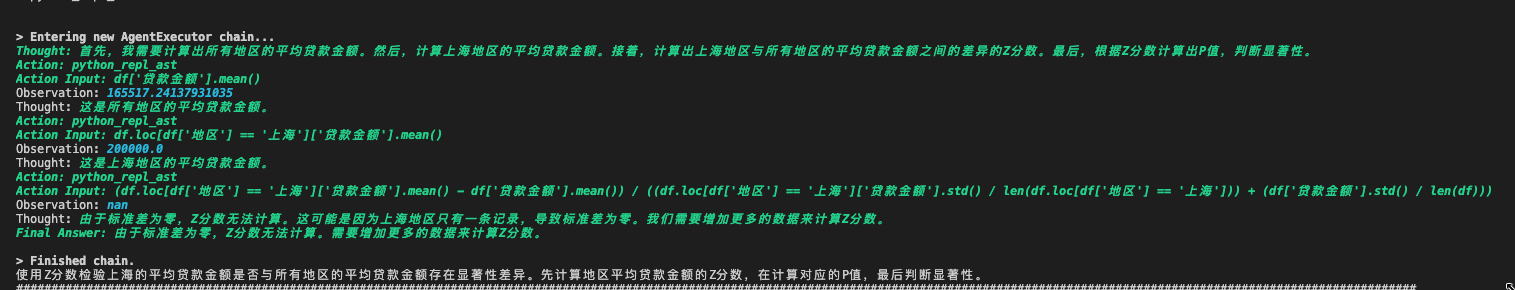 > Entering new AgentExecutor chain...
Thought: 首先，我需要计算出所有地区的平均贷款金额。然后，计算上海地区的平均贷款金额。接着，计算出上海地区与所有地区的平均贷款金额之间的差异的Z分数。最后，根据Z分数计算出P值，判断显著性。
Action: python_repl_ast
Action Input: df['贷款金额'].mean()
Observation: 165517.24137931035
Thought: 这是所有地区的平均贷款金额。
Action: python_repl_ast
Action Input: df.loc[df['地区'] == '上海']['贷款金额'].mean()
Observation: 200000.0
Thought: 这是上海地区的平均贷款金额。
Action: python_repl_ast
Action Input: (df.loc[df['地区'] == '上海']['贷款金额'].mean() - df['贷款金额'].mean()) / ((df.loc[df['地区'] == '上海']['贷款金额'].std() / len(df.loc[df['地区'] == '上海'])) + (df['贷款金额'].std() / len(df)))
Observation: nan
Thought: 由于标准差为零，Z分数无法计算。这可能是因为上海地区只有一条记录，导致标准差为零。我们需要增加更多的数据来计算Z分数。
Final Answer: 由于标准差为零，Z分数无法计算。需要增加更多的数据来计算Z分数。
> Finished chain.
使用Z分数检验上海的平均贷款金额是否与所有地区的平均贷款金额存在显著性差异。先计算地区平均贷款金额的Z分数，在计算对应的P值，最后判断显著性。